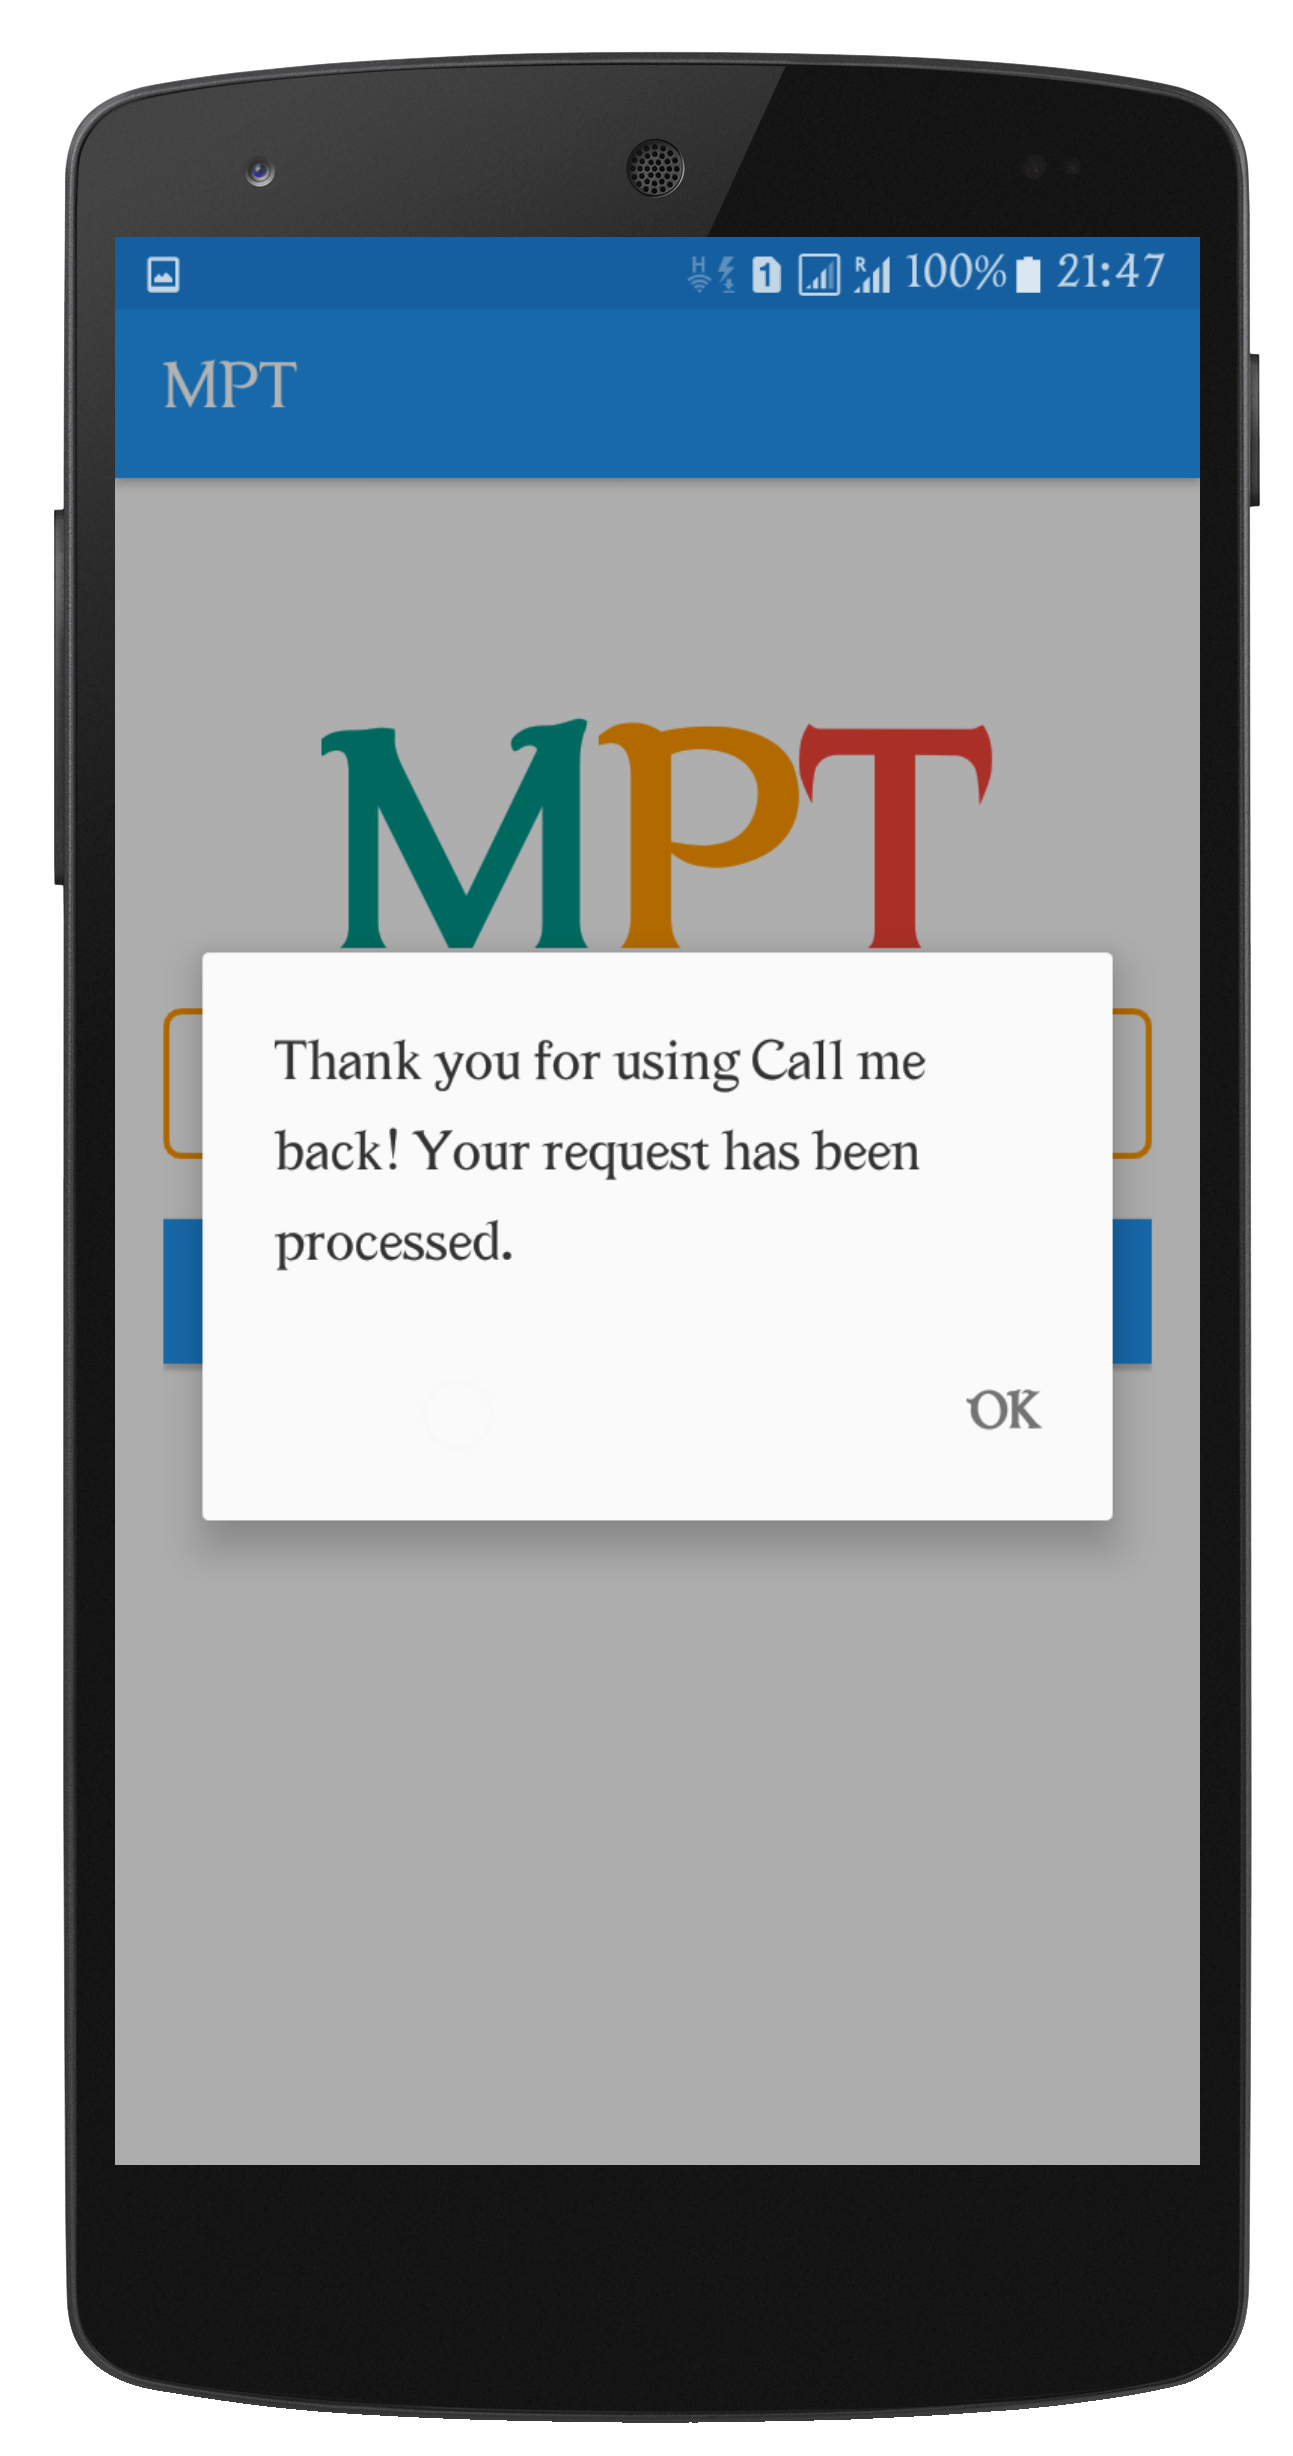 H 1 R 100% 21:47
MPT
MPT
Thank you for using Call me
back! Your request has been
processed.
OK